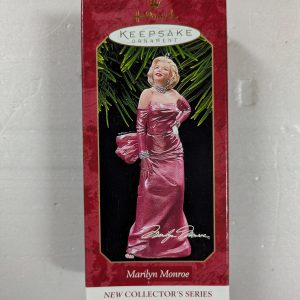 KEEPSAKE
ORNAMENT
Marilyn Monroe
Marilyn Monroe
NEW COLLECTOR'S SERIES